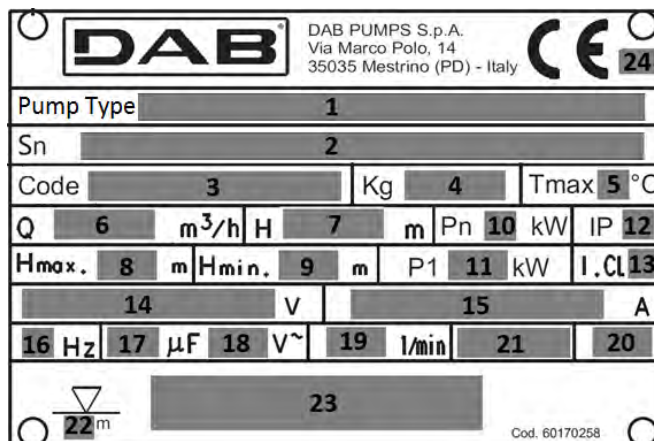 DAB
DAB PUMPS S.p.A.
Via Marco Polo, 14
35035 Mestrino (PD) - Italy
CE
24
Pump Type 1
Sn 2
Code 3 Kg 4 Tmax 5 °C
Q 6 m³/h H 7 m Pn 10 kW IP 12
Hmax. 8 m Hmin. 9 m P1 11 kW I.CL 13
14 V 15 A
16 Hz 17 µF 18 V~ 19 1/min 21 20
22 m 23
Cod. 60170258